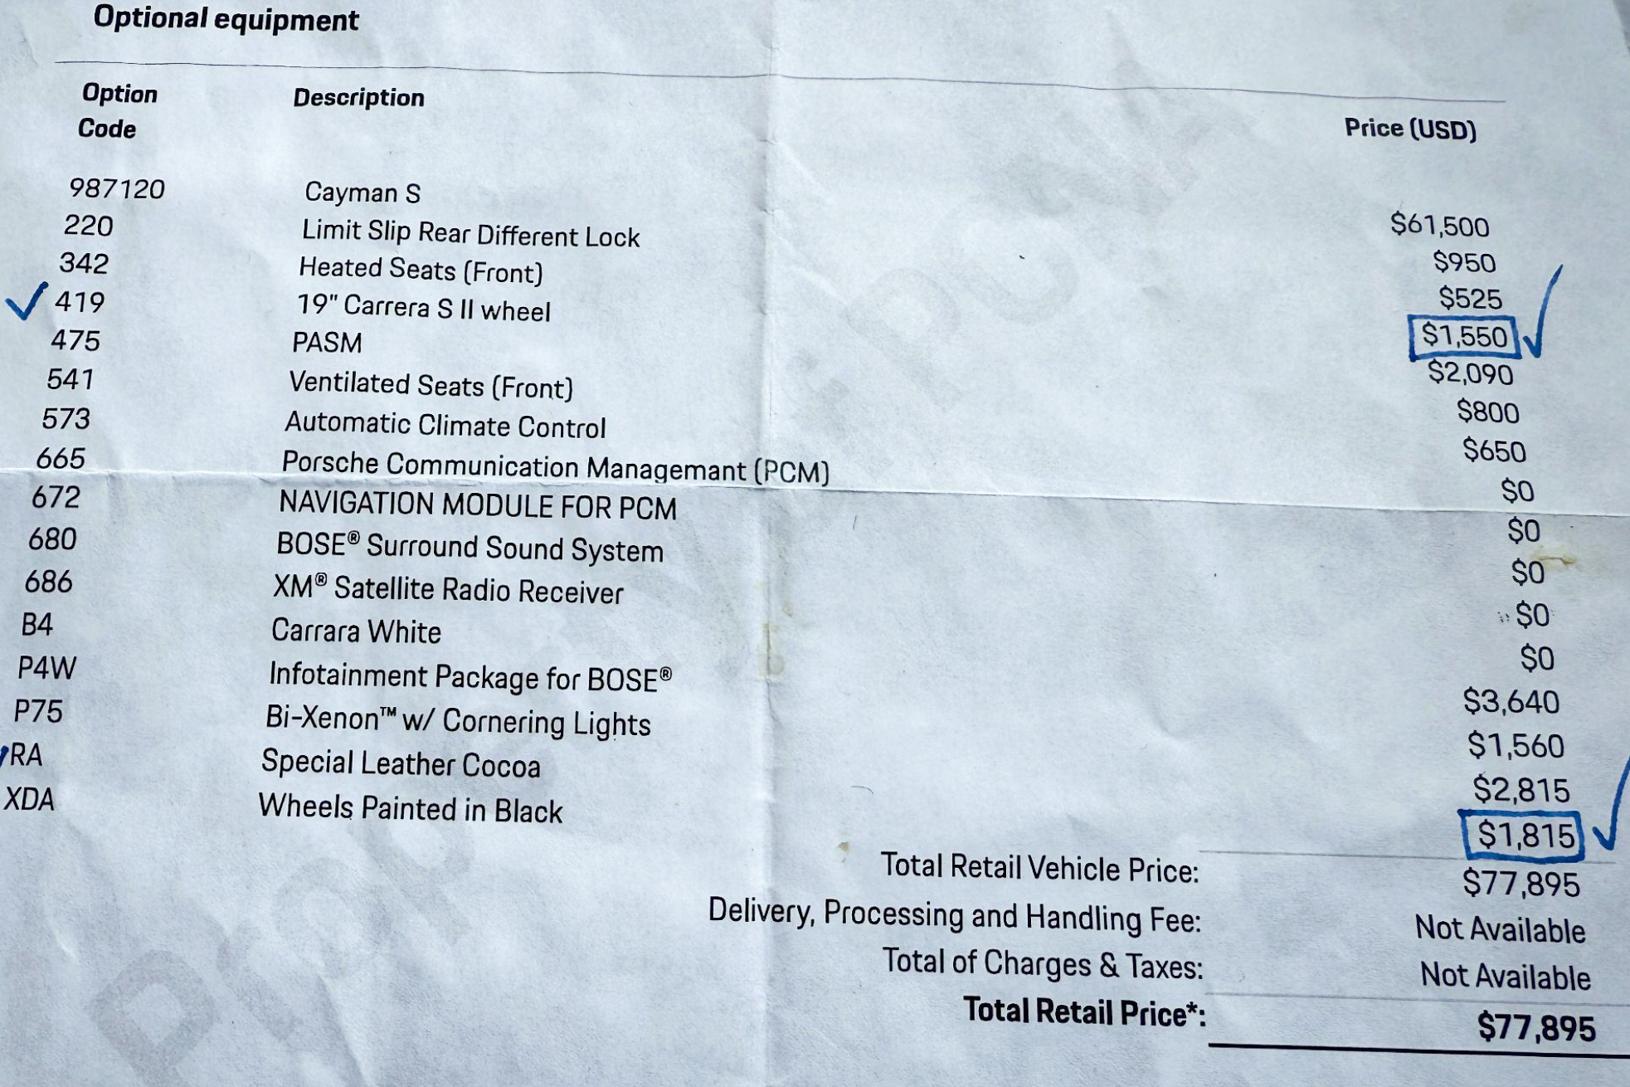 Optional equipment
Option Code Description Price (USD)
987120 Cayman S $61,500
220 Limit Slip Rear Different Lock $950
342 Heated Seats (Front) $525
419 19" Carrera S II wheel $1,550
475 PASM $2,090
541 Ventilated Seats (Front) $800
573 Automatic Climate Control $650
665 Porsche Communication Managemant (PCM) $0
672 NAVIGATION MODULE FOR PCM $0
680 BOSE® Surround Sound System $0
686 XM® Satellite Radio Receiver $0
B4 Carrara White $0
P4W Infotainment Package for BOSE® $3,640
P75 Bi-Xenon™ w/ Cornering Lights $1,560
RA Special Leather Cocoa $2,815
XDA Wheels Painted in Black $1,815
Total Retail Vehicle Price: $77,895
Delivery, Processing and Handling Fee: Not Available
Total of Charges & Taxes: Not Available
Total Retail Price*: $77,895